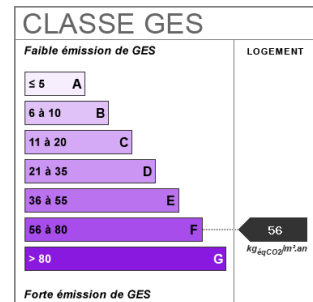 CLASSE GES
Faible émission de GES
LOGEMENT
≤ 5 A
6 à 10 B
11 à 20 C
21 à 35 D
36 à 55 E
56 à 80 F
56
kgéqCO2/m².an
> 80 G
Forte émission de GES